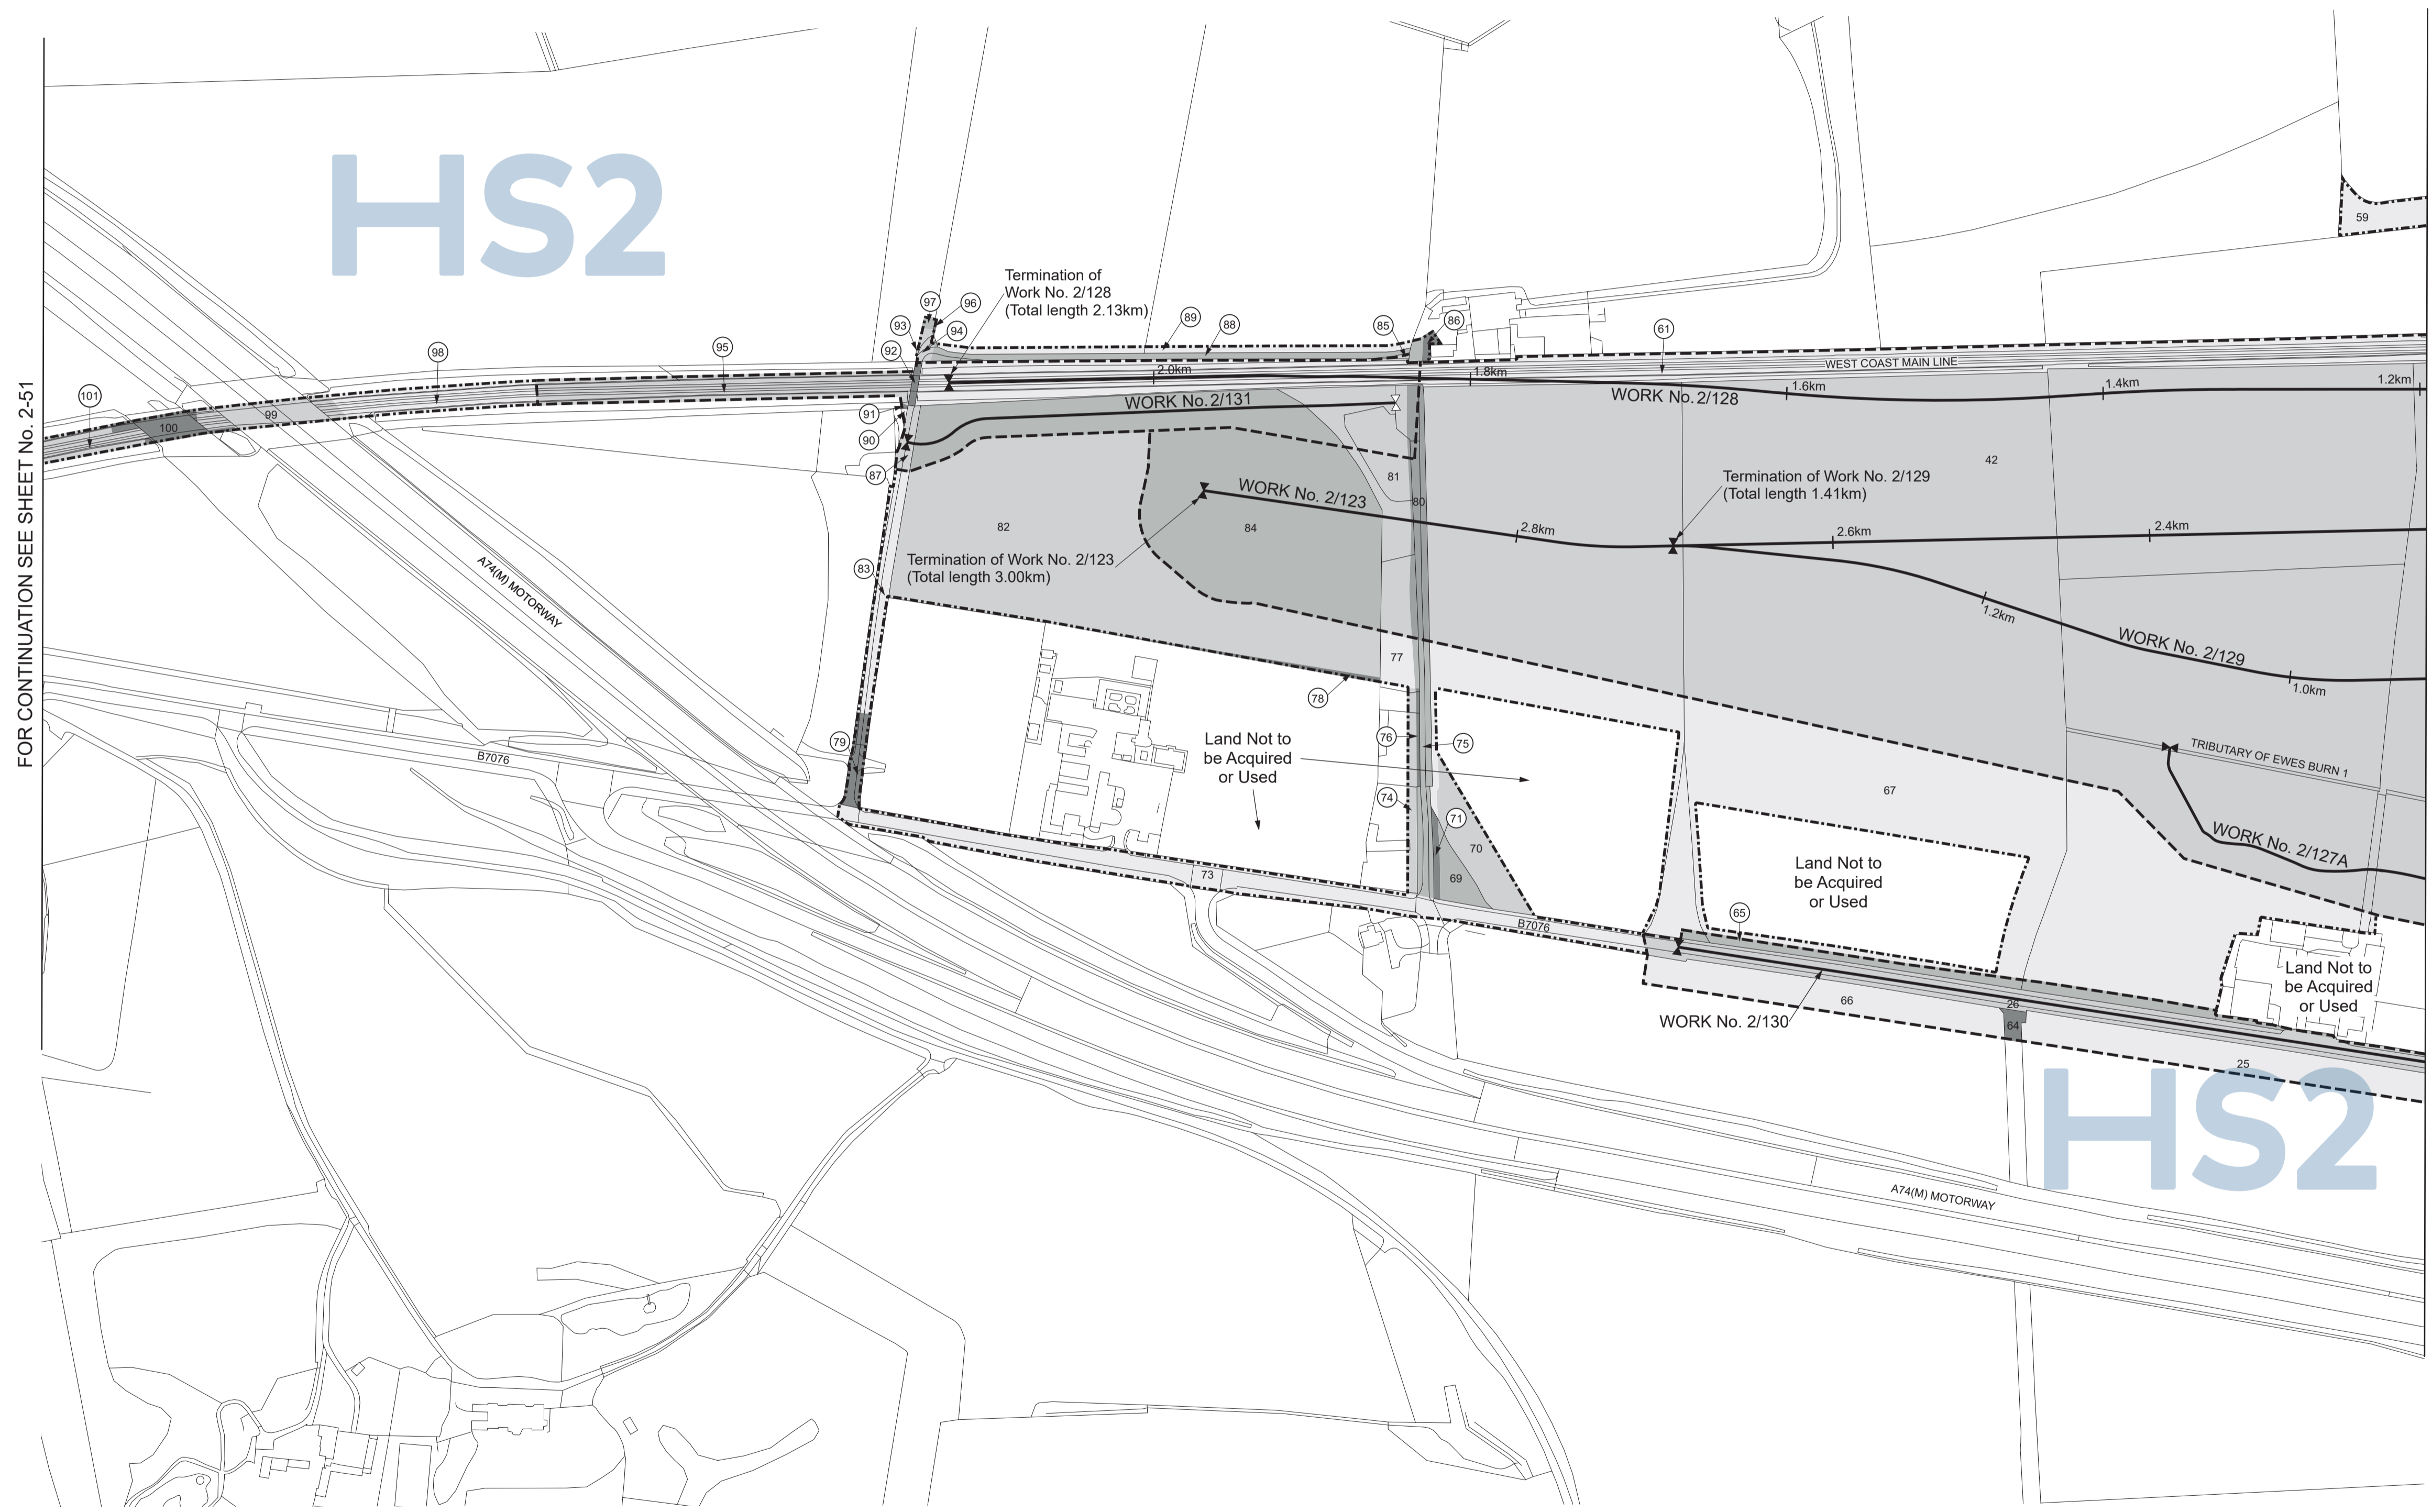 FOR CONTINUATION SEE SHEET No. 2-51
HS2
59
Termination of
Work No. 2/128
(Total length 2.13km)
97
96
93
94
92
89
88
85
86
61
98
95
101
99
100
91
90
87
WEST COAST MAIN LINE
2.0km
1.8km
1.6km
1.4km
1.2km
WORK No. 2/131
WORK No. 2/128
42
81
80
WORK No. 2/123
Termination of Work No. 2/129
(Total length 1.41km)
82
84
2.8km
2.6km
2.4km
Termination of Work No. 2/123
(Total length 3.00km)
83
A74(M) MOTORWAY
1.2km
WORK No. 2/129
1.0km
77
78
79
76
75
74
71
70
69
Land Not to
be Acquired
or Used
TRIBUTARY OF EWES BURN 1
67
WORK No. 2/127A
B7076
Land Not to
be Acquired
or Used
73
65
B7076
Land Not to
be Acquired
or Used
66
26
64
WORK No. 2/130
25
HS2
A74(M) MOTORWAY